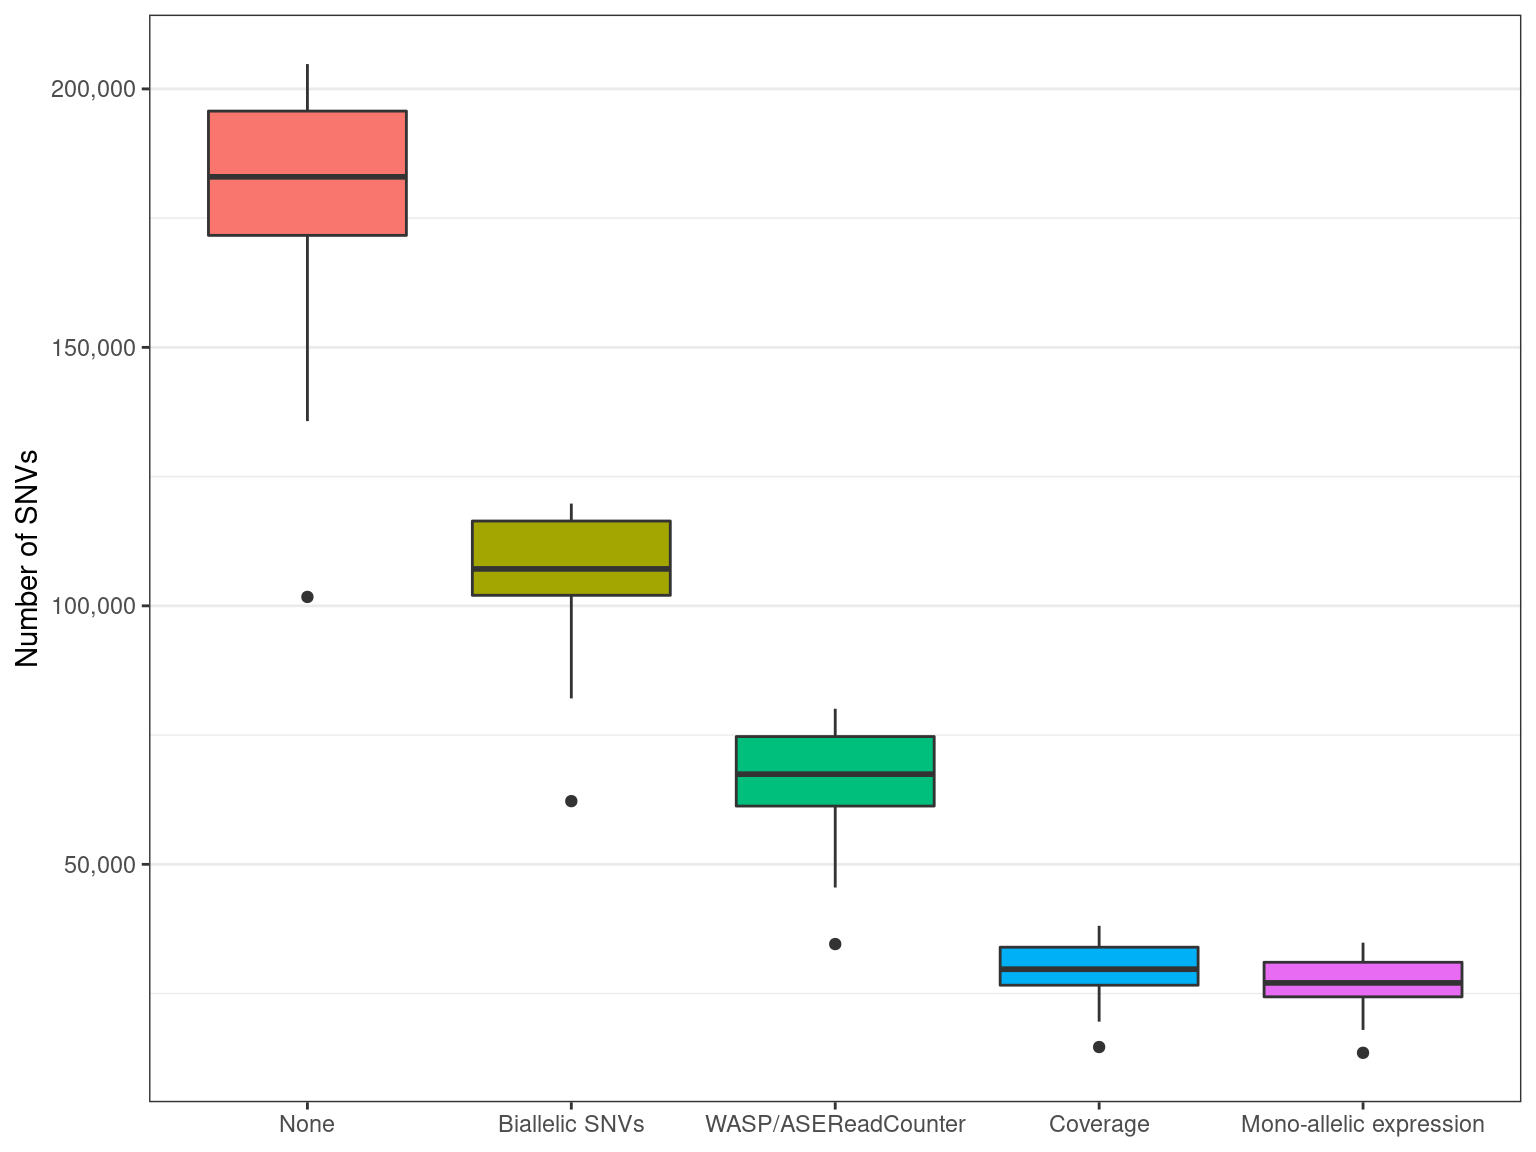 Number of SNVs
200,000
150,000
100,000
50,000
None
Biallelic SNVs
WASP/ASEReadCounter
Coverage
Mono-allelic expression